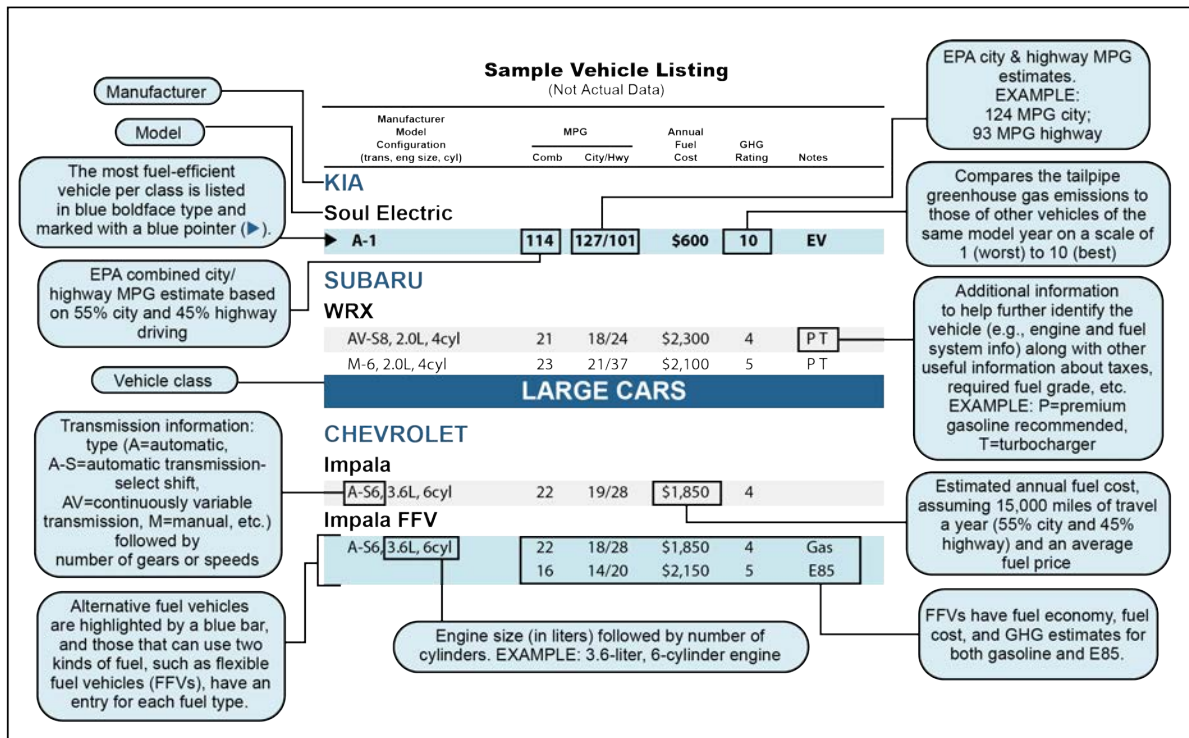 Sample Vehicle Listing
(Not Actual Data)
Manufacturer
Model
Configuration
(trans, eng size, cyl)
MPG
Comb City/Hwy
Annual
Fuel
Cost
GHG
Rating
Notes
KIA
Soul Electric
▶ A-1 114 127/101 $600 10 EV
SUBARU
WRX
AV-S8, 2.0L, 4cyl 21 18/24 $2,300 4 P T
M-6, 2.0L, 4cyl 23 21/37 $2,100 5 P T
LARGE CARS
CHEVROLET
Impala
A-S6, 3.6L, 6cyl 22 19/28 $1,850 4
Impala FFV
A-S6, 3.6L, 6cyl 22 18/28 $1,850 4 Gas
16 14/20 $2,150 5 E85
Manufacturer
Model
The most fuel-efficient
vehicle per class is listed
in blue boldface type and
marked with a blue pointer (▶).
EPA combined city/
highway MPG estimate based
on 55% city and 45% highway
driving
Vehicle class
Transmission information:
type (A=automatic,
A-S=automatic transmission-
select shift,
AV=continuously variable
transmission, M=manual, etc.)
followed by
number of gears or speeds
Alternative fuel vehicles
are highlighted by a blue bar,
and those that can use two
kinds of fuel, such as flexible
fuel vehicles (FFVs), have an
entry for each fuel type.
Engine size (in liters) followed by number of
cylinders. EXAMPLE: 3.6-liter, 6-cylinder engine
EPA city & highway MPG
estimates.
EXAMPLE:
124 MPG city;
93 MPG highway
Compares the tailpipe
greenhouse gas emissions to
those of other vehicles of the
same model year on a scale of
1 (worst) to 10 (best)
Additional information
to help further identify the
vehicle (e.g., engine and fuel
system info) along with other
useful information about taxes,
required fuel grade, etc.
EXAMPLE: P=premium
gasoline recommended,
T=turbocharger
Estimated annual fuel cost,
assuming 15,000 miles of travel
a year (55% city and 45%
highway) and an average
fuel price
FFVs have fuel economy, fuel
cost, and GHG estimates for
both gasoline and E85.